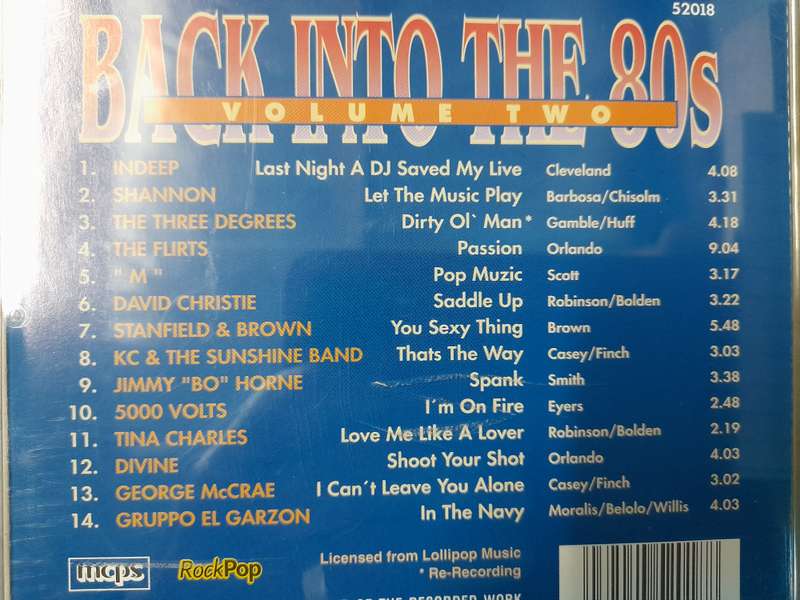 52018
BACK INTO THE 80s
VOLUME TWO
1. INDEEP Last Night A DJ Saved My Live Cleveland 4.08
2. SHANNON Let The Music Play Barbosa/Chisolm 3.31
3. THE THREE DEGREES Dirty Ol` Man* Gamble/Huff 4.18
4. THE FLIRTS Passion Orlando 9.04
5. " M " Pop Muzic Scott 3.17
6. DAVID CHRISTIE Saddle Up Robinson/Bolden 3.22
7. STANFIELD & BROWN You Sexy Thing Brown 5.48
8. KC & THE SUNSHINE BAND Thats The Way Casey/Finch 3.03
9. JIMMY "BO" HORNE Spank Smith 3.38
10. 5000 VOLTS I´m On Fire Eyers 2.48
11. TINA CHARLES Love Me Like A Lover Robinson/Bolden 2.19
12. DIVINE Shoot Your Shot Orlando 4.03
13. GEORGE McCRAE I Can´t Leave You Alone Casey/Finch 3.02
14. GRUPPO EL GARZON In The Navy Moralis/Belolo/Willis 4.03
mcps RockPop Licensed from Lollipop Music
* Re-Recording
OF THE RECORDED WORK